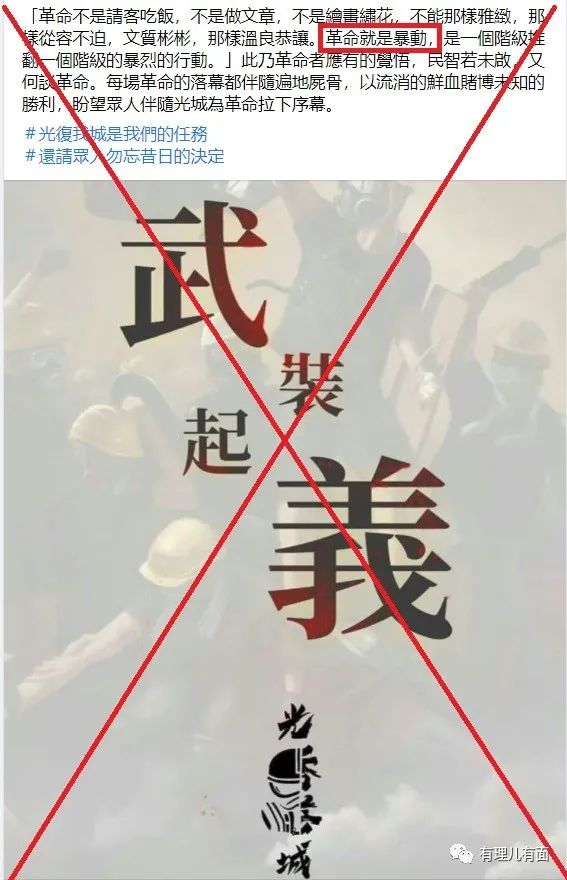 「革命不是請客吃飯，不是做文章，不是繪畫繡花，不能那樣雅緻，那
樣從容不迫，文質彬彬，那樣溫良恭讓。革命就是暴動，是一個階級推
翻一個階級的暴烈的行動。」此乃革命者應有的覺悟，民智若未啟，又
何談革命。每場革命的落幕都伴隨遍地屍骨，以流消的鮮血賭博未知的
勝利，盼望眾人伴隨光城為革命拉下序幕。
＃光復我城是我們的任務
＃還請眾人勿忘昔日的決定
武
裝
起
義
光
城
有理儿有面